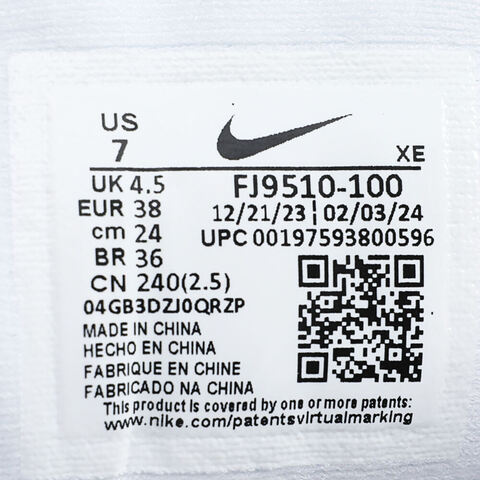 US
7
XE
UK 4.5
EUR 38
cm 24
BR 36
CN 240(2.5)
FJ9510-100
12/21/23 | 02/03/24
UPC 00197593800596
04GB3DZJ0QRZP
MADE IN CHINA
HECHO EN CHINA
FABRIQUE EN CHINE
FABRICADO NA CHINA
This product is covered by one or more patents:
www.nike.com/patentsvirtualmarking